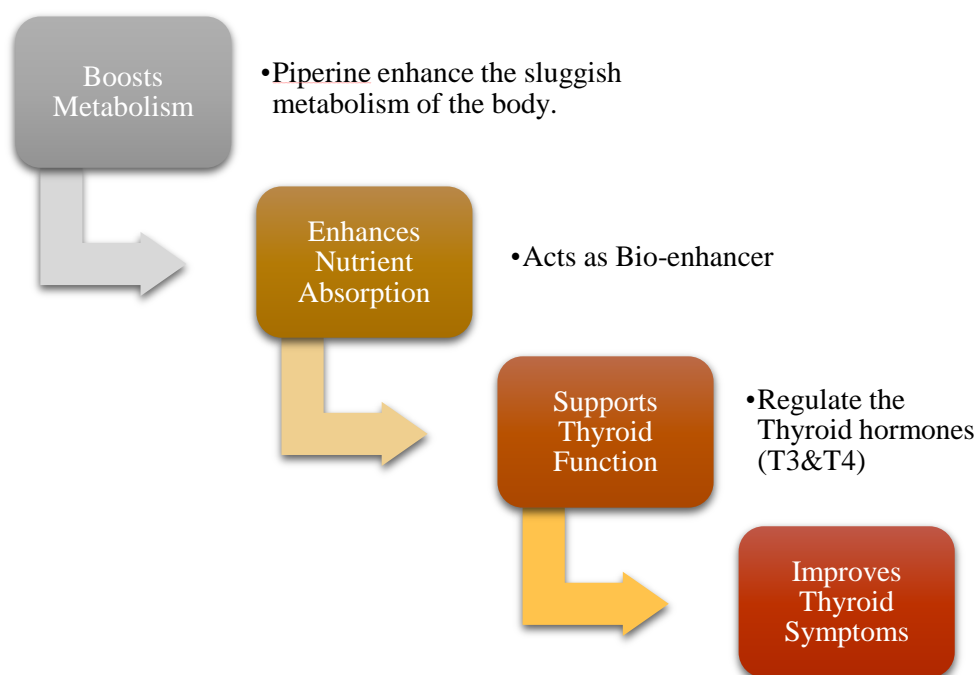 Boosts
Metabolism
•Piperine enhance the sluggish
metabolism of the body.
Enhances
Nutrient
Absorption
•Acts as Bio-enhancer
Supports
Thyroid
Function
•Regulate the
Thyroid hormones
(T3&T4)
Improves
Thyroid
Symptoms